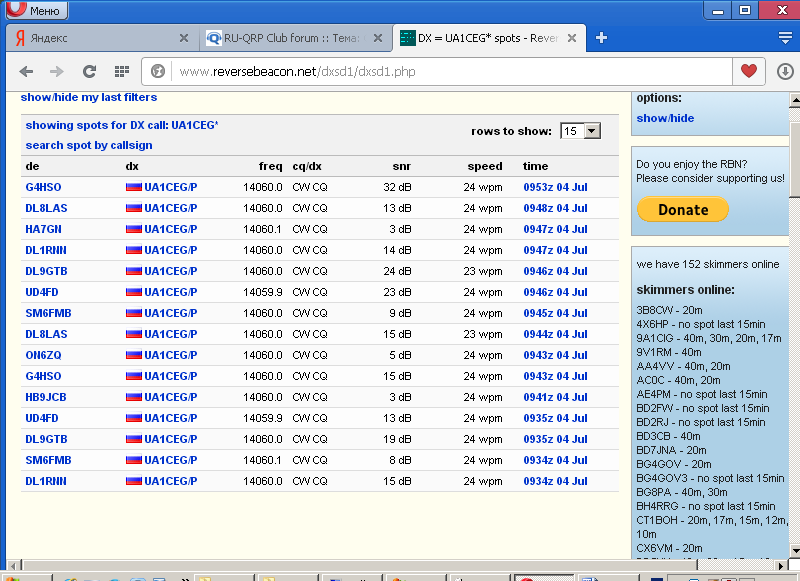 Меню
Яндекс
RU-QRP Club forum :: Тема:
DX = UA1CEG* spots - Rever
www.reversebeacon.net/dxsd1/dxsd1.php
show/hide my last filters
showing spots for DX call: UA1CEG*
rows to show: 15
search spot by callsign
de dx freq cq/dx snr speed time
G4HSO UA1CEG/P 14060.0 CW CQ 32 dB 24 wpm 0953z 04 Jul
DL8LAS UA1CEG/P 14060.0 CW CQ 13 dB 24 wpm 0948z 04 Jul
HA7GN UA1CEG/P 14060.1 CW CQ 3 dB 24 wpm 0947z 04 Jul
DL1RNN UA1CEG/P 14060.0 CW CQ 14 dB 24 wpm 0947z 04 Jul
DL9GTB UA1CEG/P 14060.0 CW CQ 24 dB 23 wpm 0946z 04 Jul
UD4FD UA1CEG/P 14059.9 CW CQ 23 dB 24 wpm 0946z 04 Jul
SM6FMB UA1CEG/P 14060.0 CW CQ 9 dB 24 wpm 0945z 04 Jul
DL8LAS UA1CEG/P 14060.0 CW CQ 15 dB 23 wpm 0944z 04 Jul
ON6ZQ UA1CEG/P 14060.0 CW CQ 5 dB 24 wpm 0943z 04 Jul
G4HSO UA1CEG/P 14060.0 CW CQ 15 dB 24 wpm 0943z 04 Jul
HB9JCB UA1CEG/P 14060.0 CW CQ 3 dB 24 wpm 0941z 04 Jul
UD4FD UA1CEG/P 14059.9 CW CQ 13 dB 24 wpm 0935z 04 Jul
DL9GTB UA1CEG/P 14060.0 CW CQ 19 dB 24 wpm 0935z 04 Jul
SM6FMB UA1CEG/P 14060.1 CW CQ 8 dB 24 wpm 0934z 04 Jul
DL1RNN UA1CEG/P 14060.0 CW CQ 15 dB 24 wpm 0934z 04 Jul
options:
show/hide
Do you enjoy the RBN?
Please consider supporting us!
Donate
we have 152 skimmers online
skimmers online:
3B8CW - 20m
4X6HP - no spot last 15min
9A1CIG - 40m, 30m, 20m, 17m
9V1RM - 40m
AA4VV - 40m, 20m
AC0C - 40m, 20m
AE4PM - no spot last 15min
BD2FW - no spot last 15min
BD2RJ - no spot last 15min
BD3CB - 40m
BD7JNA - 20m
BG4GOV - 20m
BG4GOV3 - no spot last 15min
BG8PA - 40m, 30m
BH4RRG - no spot last 15min
CT1BOH - 20m, 17m, 15m, 12m,
10m
CX6VM - 20m